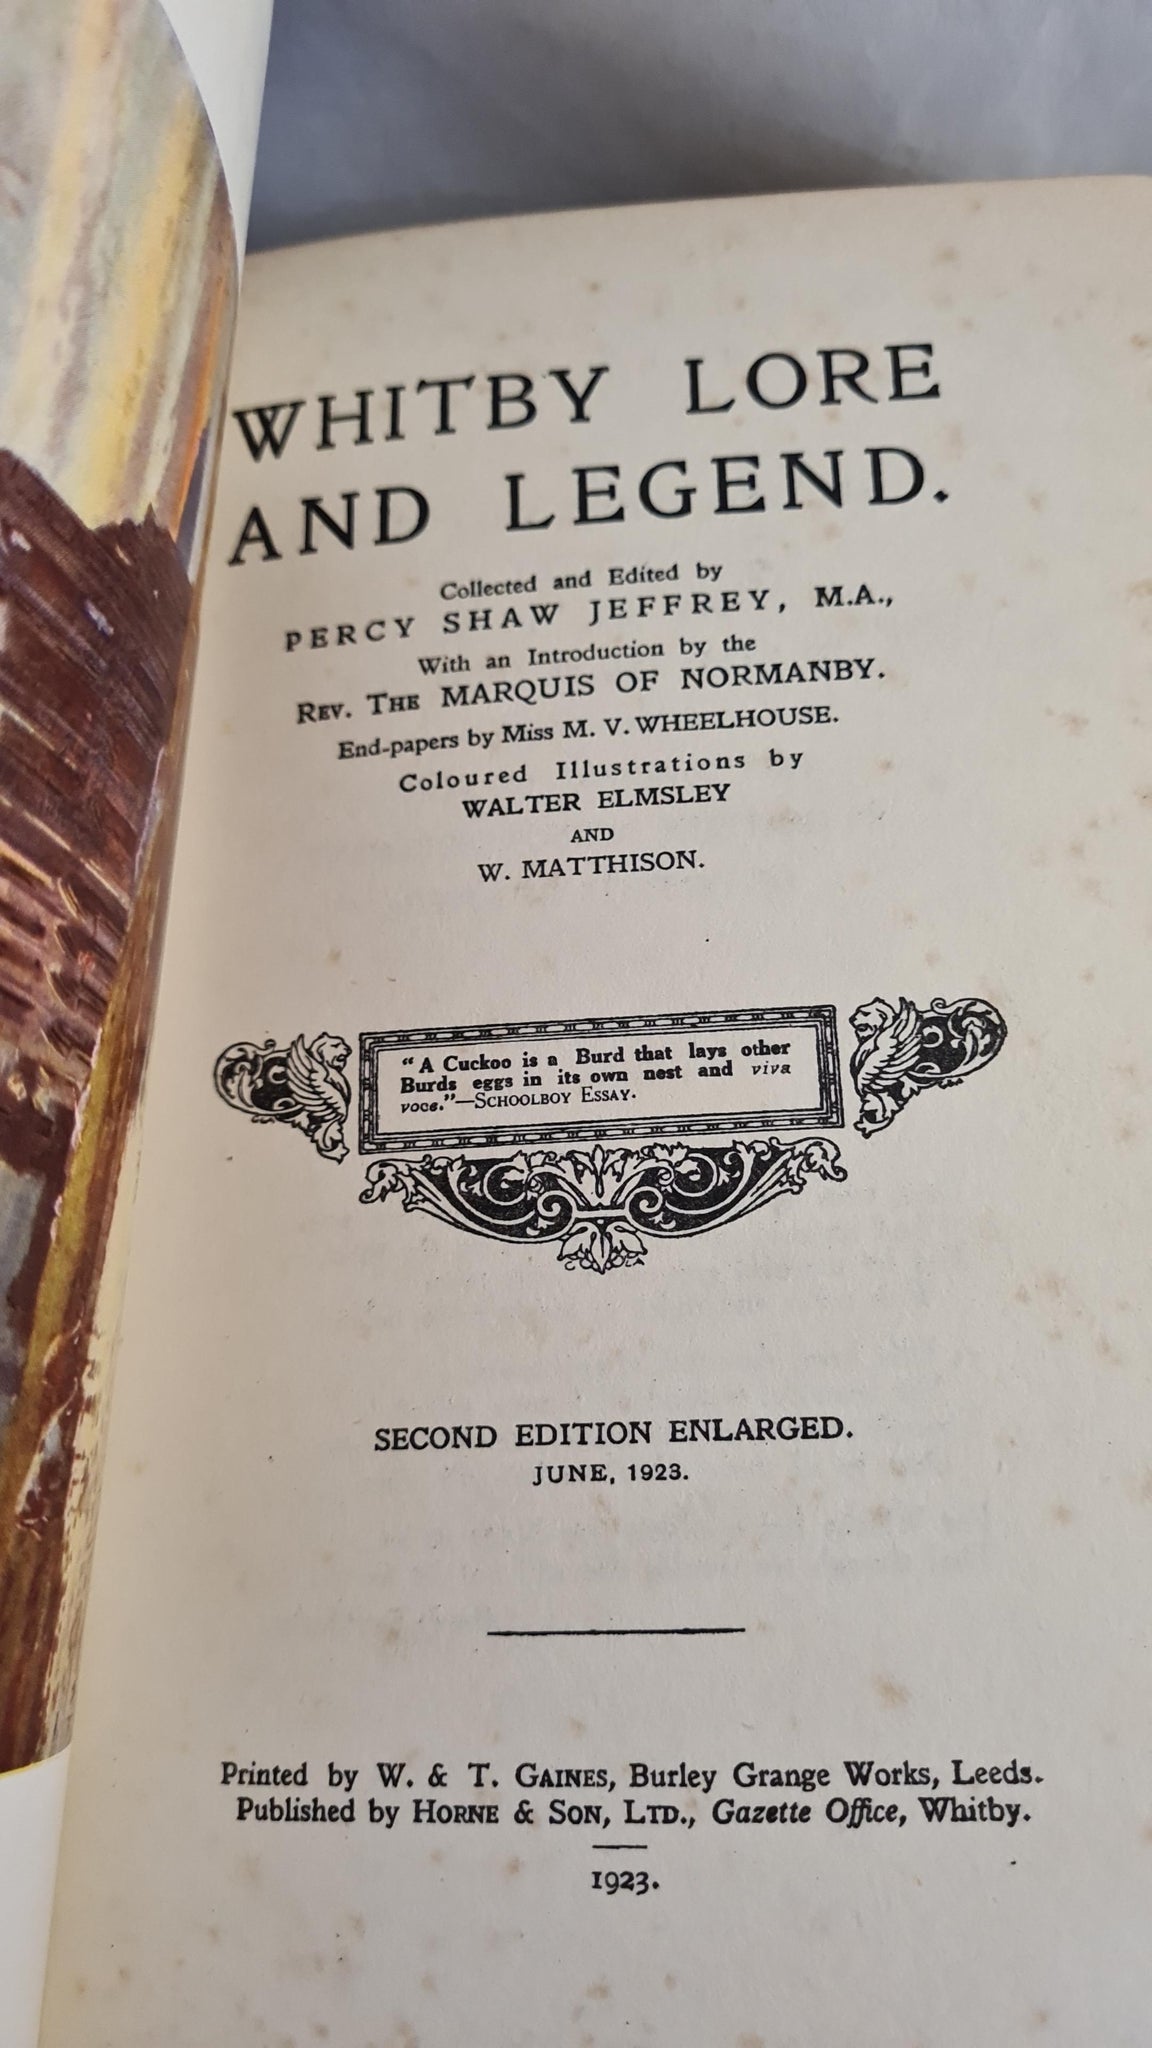 WHITBY LORE
AND LEGEND.
Collected and Edited by
PERCY SHAW JEFFREY, M.A.,
With an Introduction by the
REV. THE MARQUIS OF NORMANBY.
End-papers by Miss M. V. WHEELHOUSE.
Coloured Illustrations by
WALTER ELMSLEY
AND
W. MATTHISON.
"A Cuckoo is a Burd that lays other
Burds eggs in its own nest and viva
voce."—SCHOOLBOY ESSAY.
SECOND EDITION ENLARGED.
JUNE, 1923.
Printed by W. & T. GAINES, Burley Grange Works, Leeds.
Published by HORNE & SON, LTD., Gazette Office, Whitby.
1923.